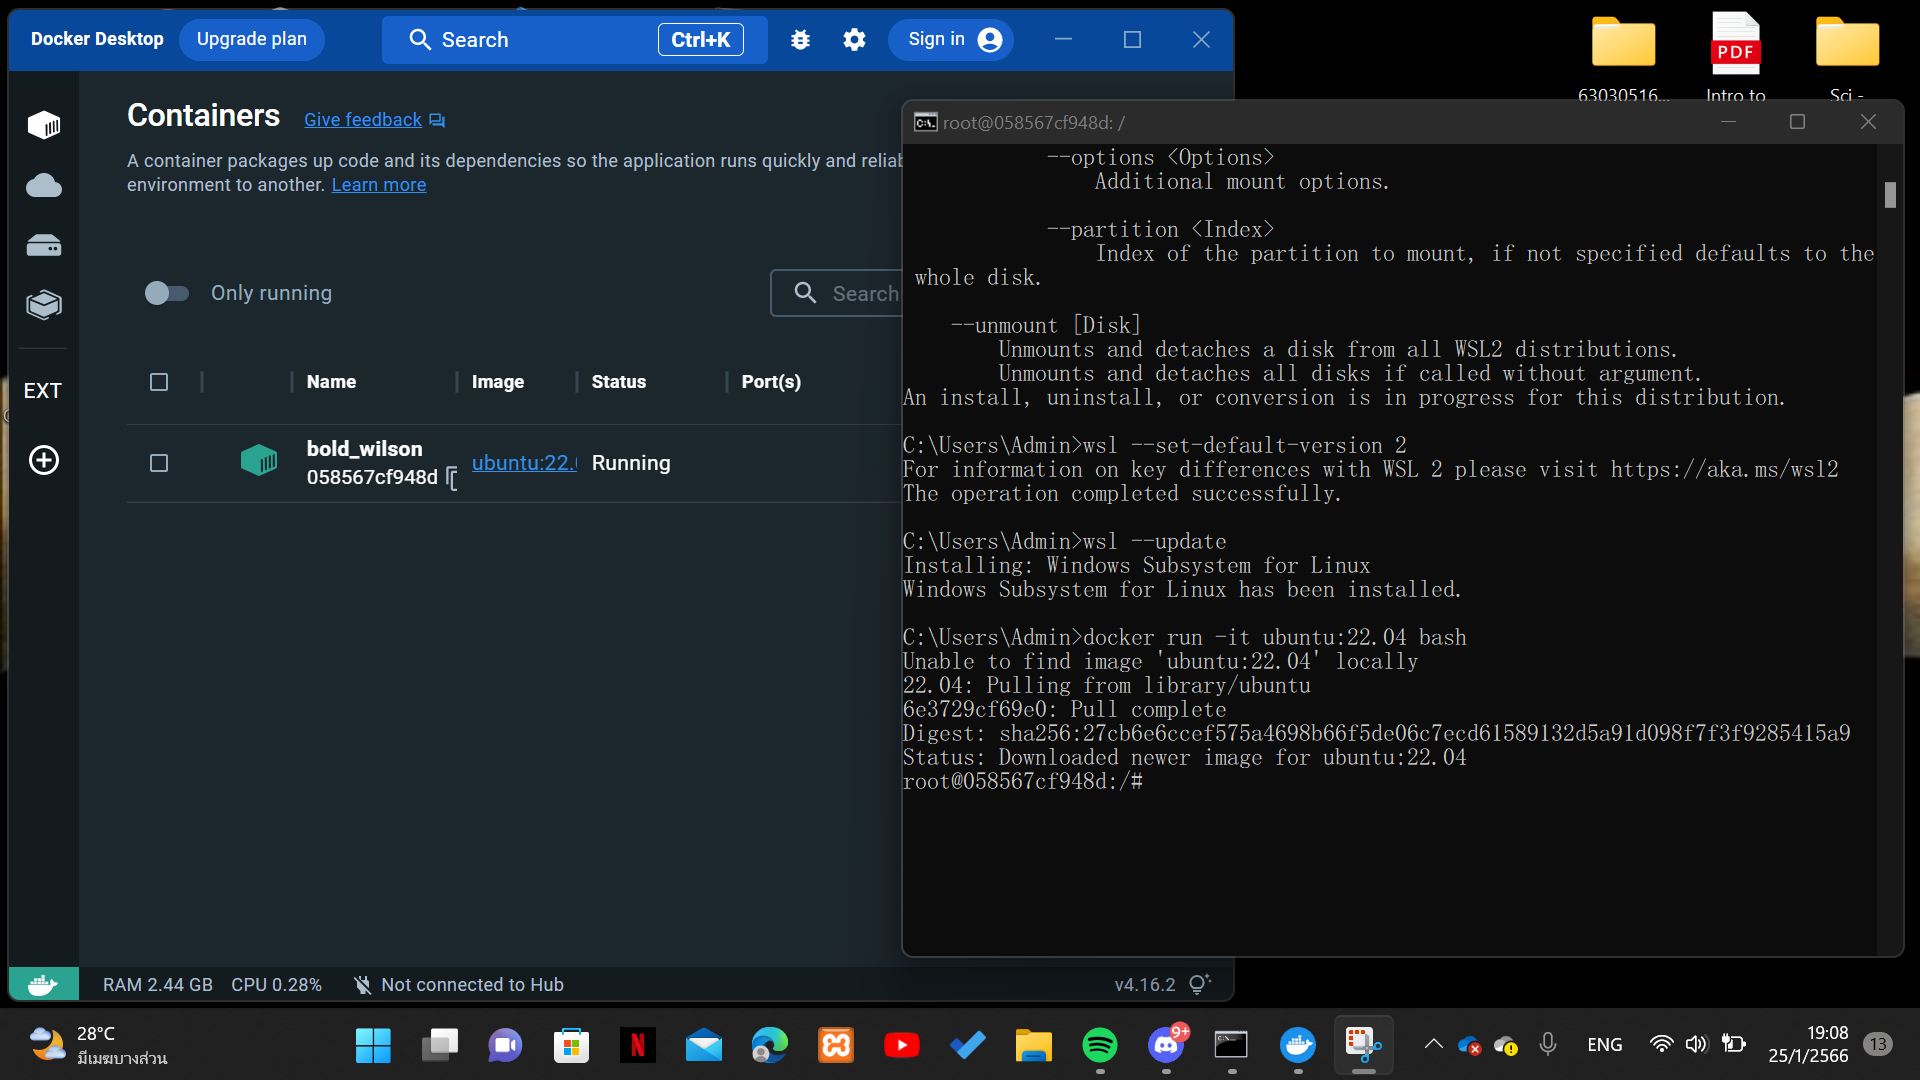 Docker Desktop
Upgrade plan
Search
Ctrl+K
Sign in
Containers
Give feedback
A container packages up code and its dependencies so the application runs quickly and reliab
environment to another. Learn more
Only running
Search
EXT
Name
Image
Status
Port(s)
bold_wilson
058567cf948d
ubuntu:22.
Running
RAM 2.44 GB
CPU 0.28%
Not connected to Hub
v4.16.2
63030516...
PDF
Intro to
Sci -
root@058567cf948d: /
--options <Options>
Additional mount options.
--partition <Index>
Index of the partition to mount, if not specified defaults to the
whole disk.
--unmount [Disk]
Unmounts and detaches a disk from all WSL2 distributions.
Unmounts and detaches all disks if called without argument.
An install, uninstall, or conversion is in progress for this distribution.
C:\Users\Admin>wsl --set-default-version 2
For information on key differences with WSL 2 please visit https://aka.ms/wsl2
The operation completed successfully.
C:\Users\Admin>wsl --update
Installing: Windows Subsystem for Linux
Windows Subsystem for Linux has been installed.
C:\Users\Admin>docker run -it ubuntu:22.04 bash
Unable to find image 'ubuntu:22.04' locally
22.04: Pulling from library/ubuntu
6e3729cf69e0: Pull complete
Digest: sha256:27cb6e6ccef575a4698b66f5de06c7ecd61589132d5a91d098f7f3f9285415a9
Status: Downloaded newer image for ubuntu:22.04
root@058567cf948d:/#
28°C
มีเมฆบางส่วน
N
9+
ENG
19:08
25/1/2566
13